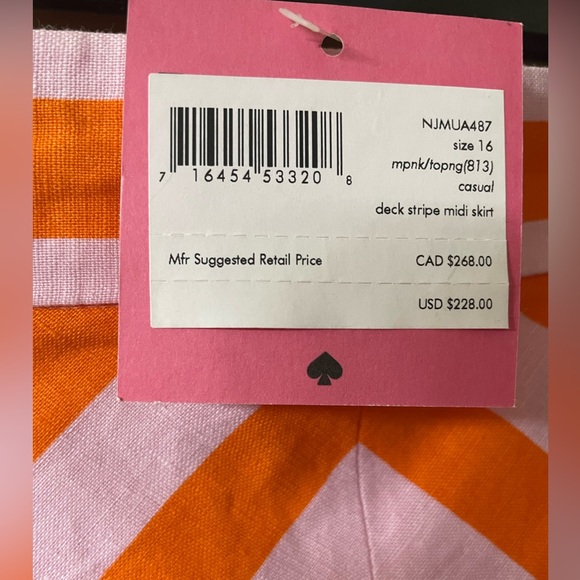 NJMUA487
size 16
mpnk/topng(813)
casual
deck stripe midi skirt
7 16454 53320 8
Mfr Suggested Retail Price CAD $268.00
USD $228.00